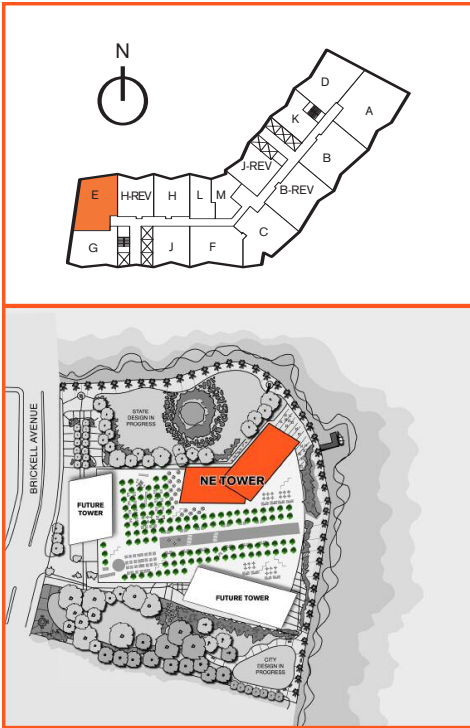 N
D
A
K
B
J-REV
B-REV
E
H-REV
H
L
M
C
G
J
F
BRICKELL AVENUE
STATE
DESIGN IN
PROGRESS
NE TOWER
FUTURE
TOWER
FUTURE TOWER
CITY
DESIGN IN
PROGRESS